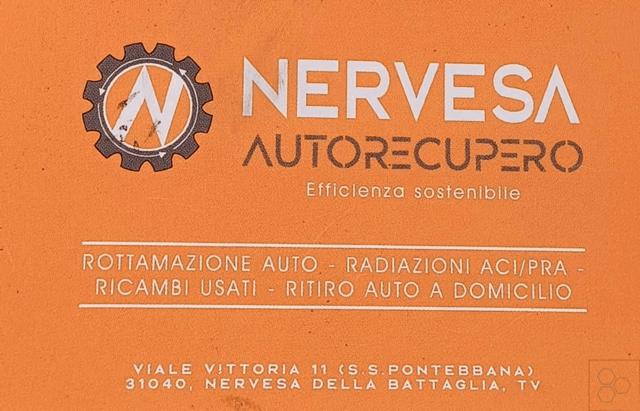 N
NERVESA
AUTORECUPERO
Efficienza sostenibile
ROTTAMAZIONE AUTO - RADIAZIONI ACI/PRA -
RICAMBI USATI - RITIRO AUTO A DOMICILIO
VIALE VITTORIA 11 (S.S.PONTEBBANA)
31040, NERVESA DELLA BATTAGLIA, TV